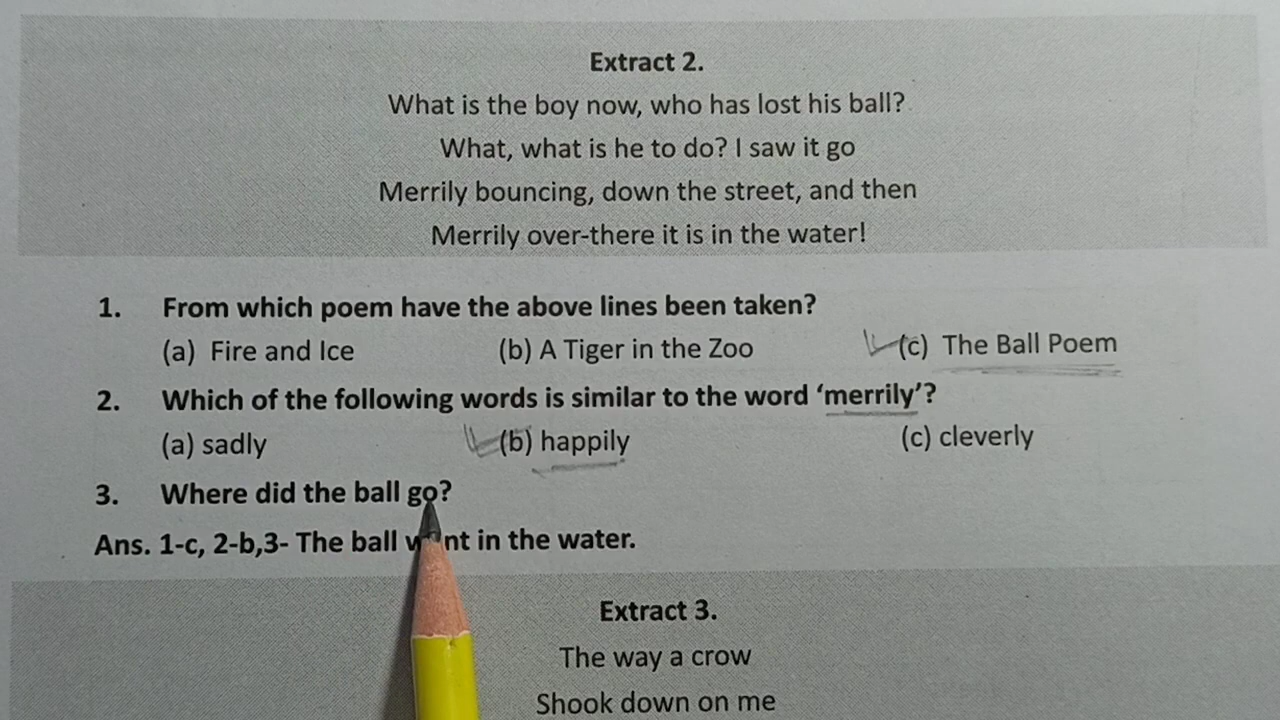 Extract 2.
What is the boy now, who has lost his ball?
What, what is he to do? I saw it go
Merrily bouncing, down the street, and then
Merrily over-there it is in the water!
1. From which poem have the above lines been taken?
(a) Fire and Ice (b) A Tiger in the Zoo (c) The Ball Poem
2. Which of the following words is similar to the word ‘merrily’?
(a) sadly (b) happily (c) cleverly
3. Where did the ball go?
Ans. 1-c, 2-b,3- The ball went in the water.
Extract 3.
The way a crow
Shook down on me